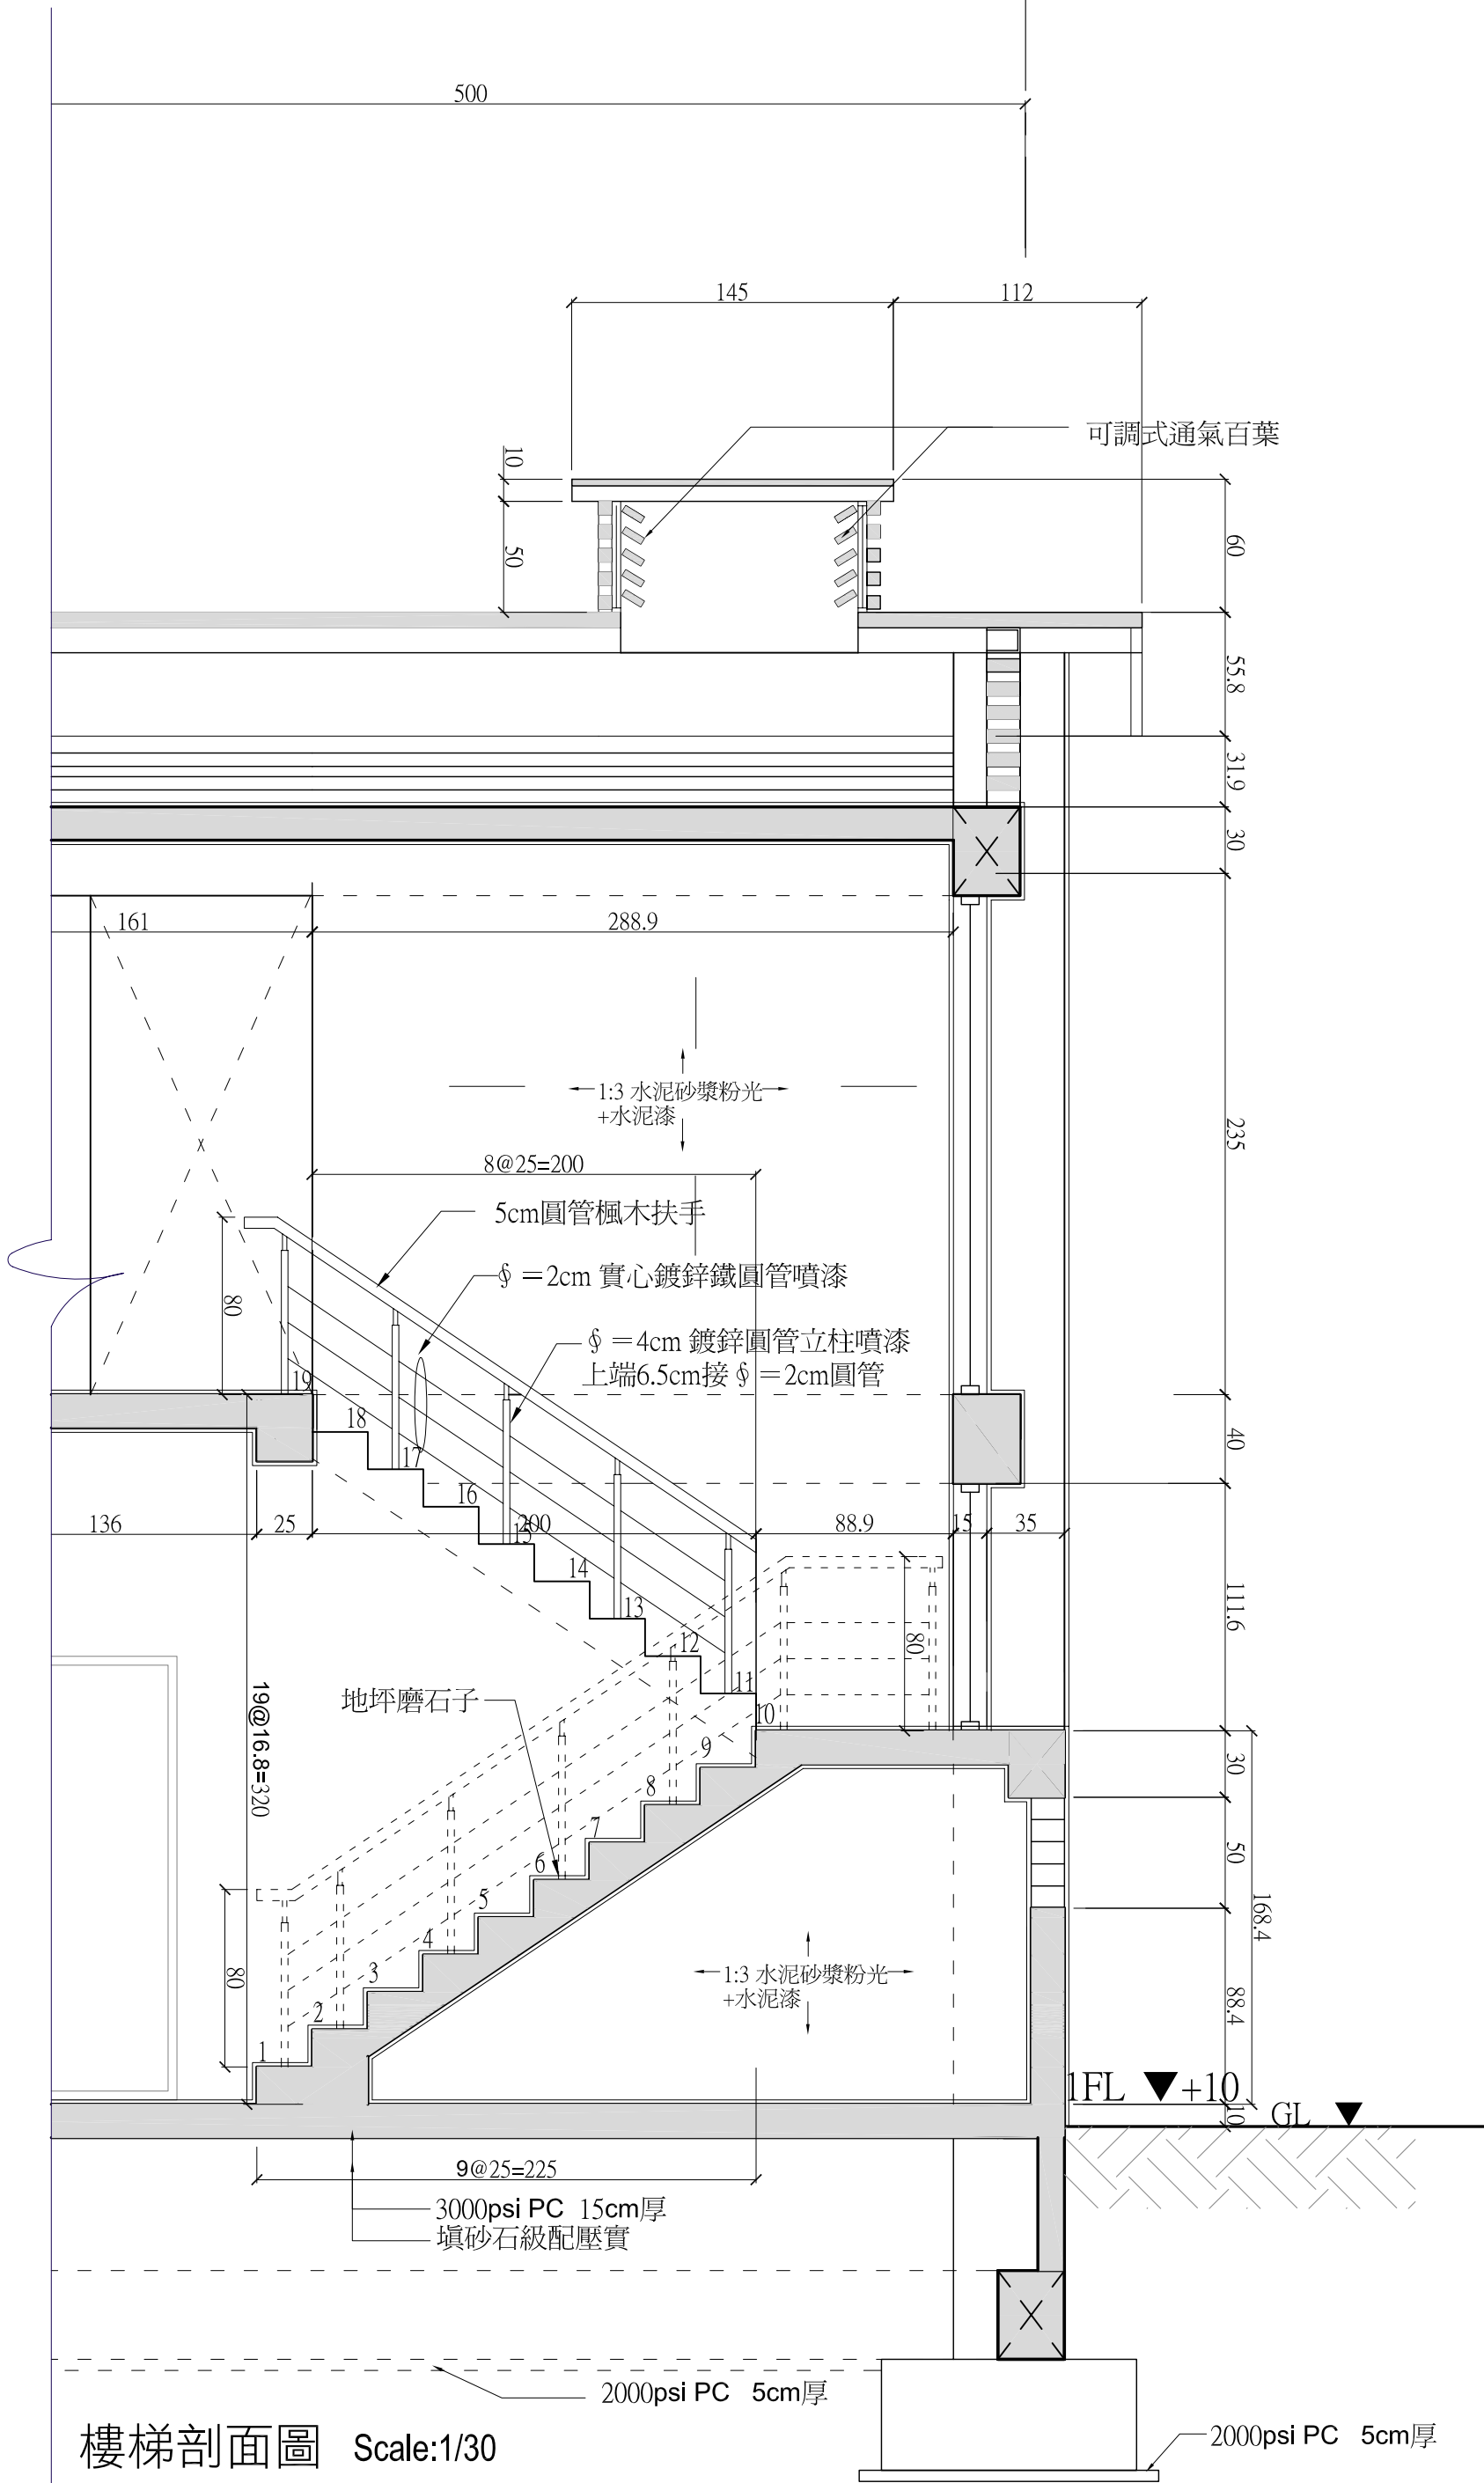 500
145
112
可調式通氣百葉
10
50
60
55.8
31.9
30
161
288.9
1:3 水泥砂漿粉光
+水泥漆
235
8@25=200
5cm圓管楓木扶手
∮＝2cm 實心鍍鋅鐵圓管噴漆
80
∮＝4cm 鍍鋅圓管立柱噴漆
上端6.5cm接∮＝2cm圓管
19
18
17
16
15
14
13
12
11
10
9
8
7
6
5
4
3
2
1
40
136
25
200
88.9
15
35
111.6
80
地坪磨石子
19@16.8=320
30
50
168.4
88.4
80
1:3 水泥砂漿粉光
+水泥漆
1FL ▼+10
10
GL ▼
9@25=225
3000psi PC 15cm厚
塡砂石級配壓實
2000psi PC 5cm厚
2000psi PC 5cm厚
樓梯剖面圖 Scale:1/30